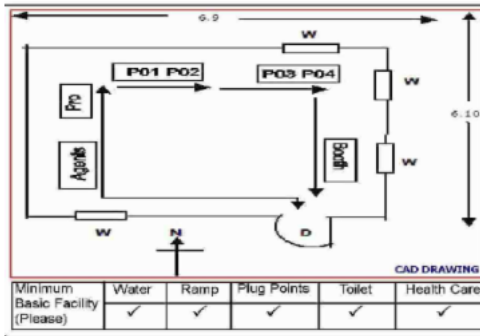 6.9
W
P01 P02
P03 P04
W
Pro
6.10
Agents
Booth
W
W
N
D
CAD DRAWING
Minimum Basic Facility (Please)
Water
Ramp
Plug Points
Toilet
Health Care
✓ ✓ ✓ ✓ ✓